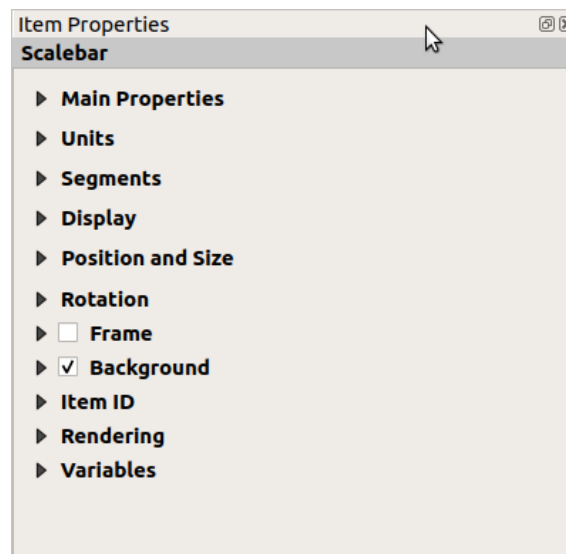 Item Properties
Scalebar
Main Properties
Units
Segments
Display
Position and Size
Rotation
Frame
Background
Item ID
Rendering
Variables